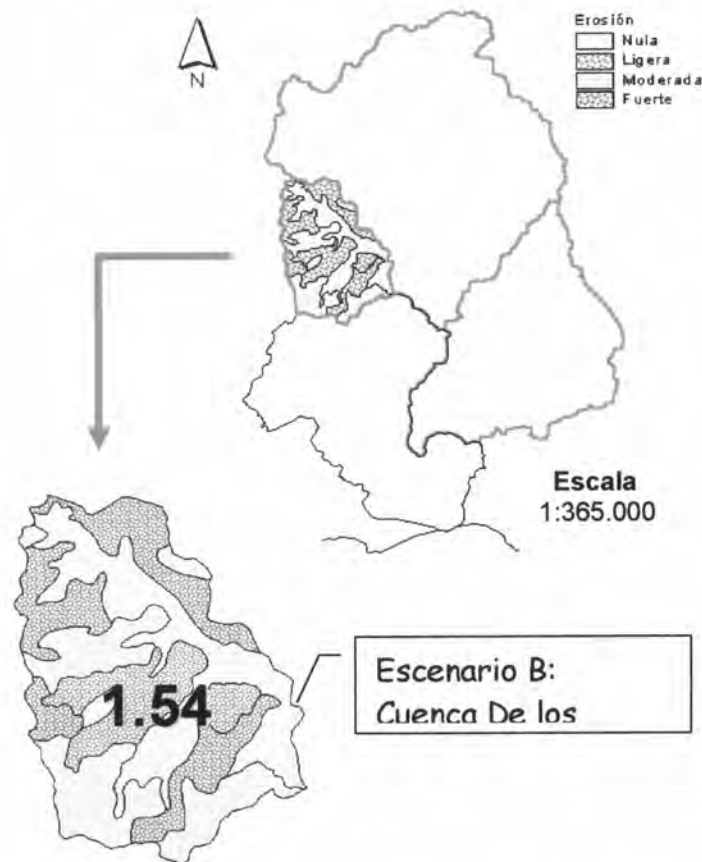 Erosión
Nula
Ligera
Moderada
Fuerte
N
Escala
1:365.000
1.54
Escenario B:
Cuenca De los